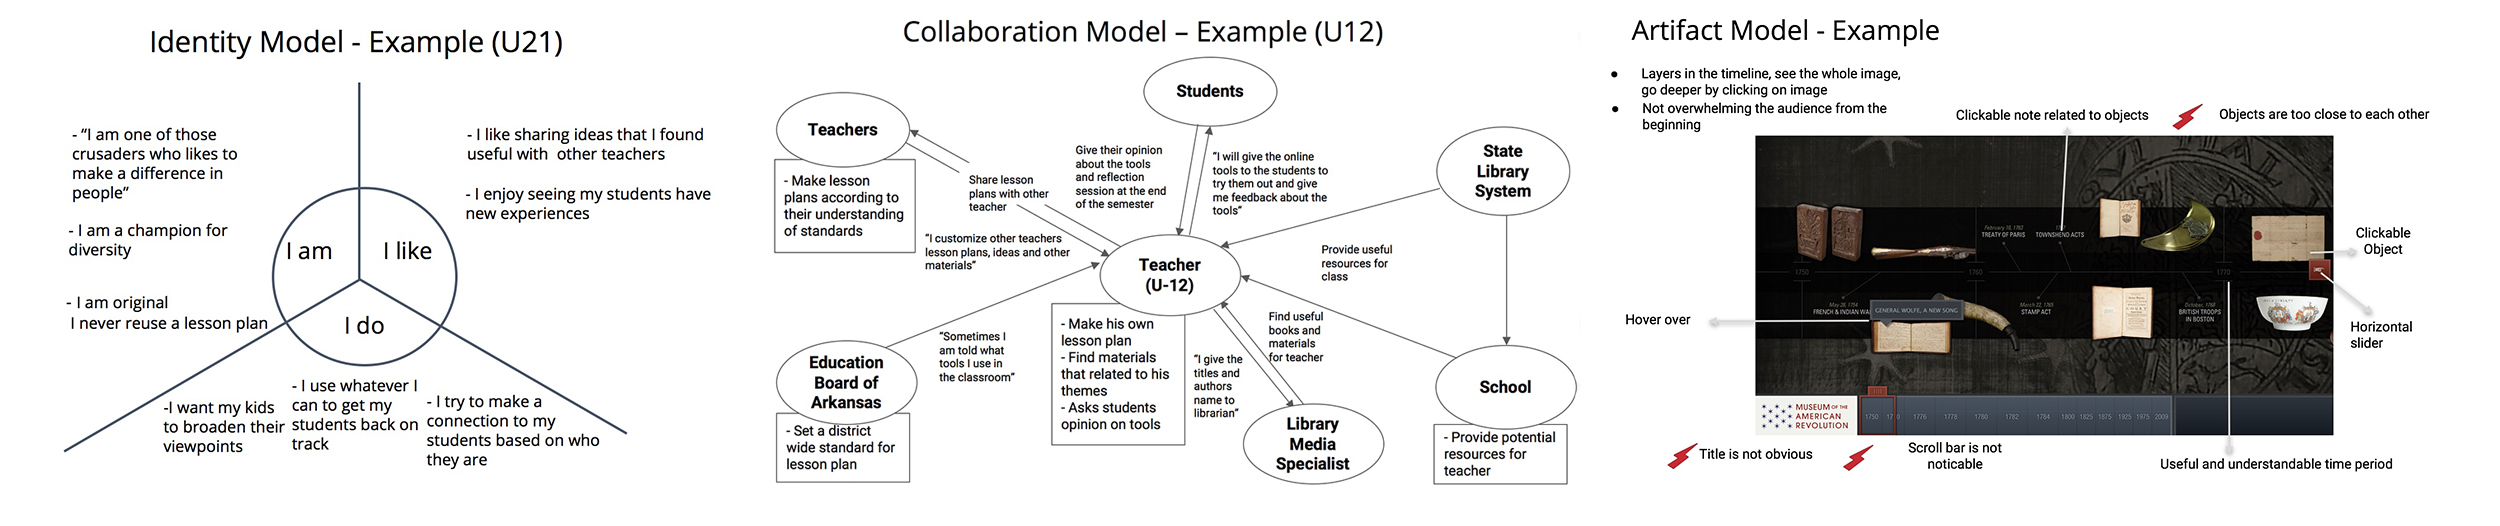 Identity Model - Example (U21)
- “I am one of those
crusaders who likes to
make a difference in
people”
- I am a champion for
diversity
- I am original
I never reuse a lesson plan
- I like sharing ideas that I found
useful with other teachers
- I enjoy seeing my students have
new experiences
I am
I like
I do
-I want my kids
to broaden their
viewpoints
- I use whatever I
can to get my
students back on
track
- I try to make a
connection to my
students based on who
they are
Collaboration Model – Example (U12)
Students
Teachers
- Make lesson
plans according to
their understanding
of standards
Share lesson
plans with other
teacher
“I customize other teachers
lesson plans, ideas and other
materials”
Give their opinion
about the tools
and reflection
session at the end
of the semester
“I will give the online
tools to the students to
try them out and give
me feedback about the
tools”
State
Library
System
Provide useful
resources for
class
Teacher
(U-12)
- Make his own
lesson plan
- Find materials
that related to his
themes
- Asks students
opinion on tools
“Sometimes I
am told what
tools I use in
the classroom”
Education
Board of
Arkansas
- Set a district
wide standard for
lesson plan
“I give the
titles and
authors
name to
librarian”
Find useful
books and
materials
for teacher
Library
Media
Specialist
School
- Provide potential
resources for
teacher
Artifact Model - Example
● Layers in the timeline, see the whole image,
go deeper by clicking on image
● Not overwhelming the audience from the
beginning
Clickable note related to objects
Objects are too close to each other
Clickable
Object
Horizontal
slider
Hover over
February 10, 1763
TREATY OF PARIS
TOWNSHEND ACTS
1750
1760
1770
May 28, 1754
FRENCH & INDIAN WA
GENERAL WOLFE, A NEW SONG
March 22, 1765
STAMP ACT
October, 1768
BRITISH TROOPS
IN BOSTON
MUSEUM OF THE
AMERICAN
REVOLUTION
1750
1776
1778
1780
1782
1784
1800
1825
1875
1925
1975
2009
Title is not obvious
Scroll bar is not
noticable
Useful and understandable time period